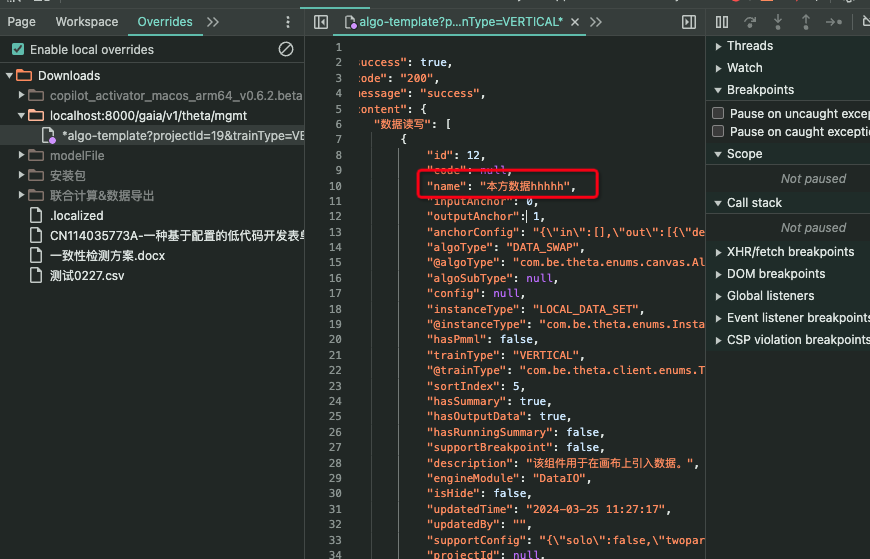 Page
Workspace
Overrides
Enable local overrides
Downloads
copilot_activator_macos_arm64_v0.6.2.beta
localhost:8000/gaia/v1/theta/mgmt
*algo-template?projectId=19&trainType=VE
modelFile
安装包
联合计算&数据导出
.localized
CN114035773A-一种基于配置的低代码开发表单
一致性检测方案.docx
测试0227.csv
algo-template?p...nType=VERTICAL*
1
2 uccess": true,
3 ode": "200",
4 essage": "success",
5 ontent": {
6 "数据读写": [
7 {
8 "id": 12,
9 "code": null,
10 "name": "本方数据hhhhh",
11 "inputAnchor": 0,
12 "outputAnchor": 1,
13 "anchorConfig": "{\"in\":[],\"out\":[{\"de
14 "algoType": "DATA_SWAP",
15 "@algoType": "com.be.theta.enums.canvas.Al
16 "algoSubType": null,
17 "config": null,
18 "instanceType": "LOCAL_DATA_SET",
19 "@instanceType": "com.be.theta.enums.Insta
20 "hasPmml": false,
21 "trainType": "VERTICAL",
22 "@trainType": "com.be.theta.client.enums.T
23 "sortIndex": 5,
24 "hasSummary": true,
25 "hasOutputData": true,
26 "hasRunningSummary": false,
27 "supportBreakpoint": false,
28 "description": "该组件用于在画布上引入数据。",
29 "engineModule": "DataIO",
30 "isHide": false,
31 "updatedTime": "2024-03-25 11:27:17",
32 "updatedBy": "",
33 "supportConfig": "{\"solo\":false,\"twopar
34 "projectId": null,
Threads
Watch
Breakpoints
Pause on uncaught excep
Pause on caught exceptio
Scope
Not paused
Call stack
Not paused
XHR/fetch breakpoints
DOM breakpoints
Global listeners
Event listener breakpoints
CSP violation breakpoints